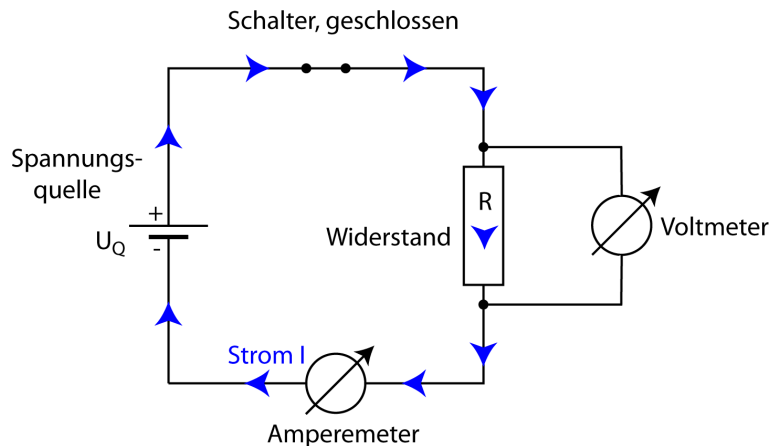 Schalter, geschlossen
Spannungs-
quelle
+
U_Q
-
R
Widerstand
Voltmeter
Strom I
Amperemeter